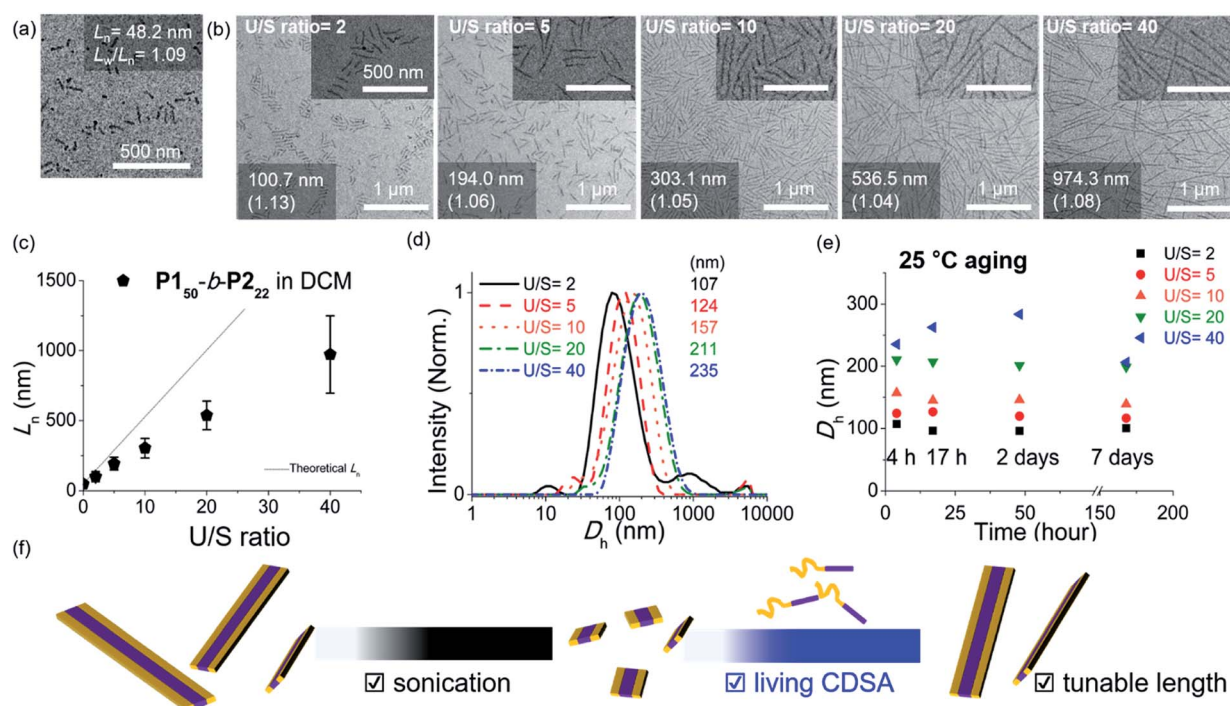 (a)
Lₙ= 48.2 nm
L_w/Lₙ= 1.09
500 nm
(b)
U/S ratio= 2
500 nm
100.7 nm
(1.13)
1 μm
U/S ratio= 5
194.0 nm
(1.06)
1 μm
U/S ratio= 10
303.1 nm
(1.05)
1 μm
U/S ratio= 20
536.5 nm
(1.04)
1 μm
U/S ratio= 40
974.3 nm
(1.08)
1 μm
(c)
P1₅₀-b-P2₂₂ in DCM
1500
1000
500
0
Lₙ (nm)
Theoretical Lₙ
0 10 20 30 40
U/S ratio
(d)
(nm)
U/S= 2 107
U/S= 5 124
U/S= 10 157
U/S= 20 211
U/S= 40 235
Intensity (Norm.)
1
0
1 10 100 1000 10000
Dₕ (nm)
(e)
25 °C aging
U/S= 2
U/S= 5
U/S= 10
U/S= 20
U/S= 40
300
200
100
0
Dₕ (nm)
4 h 17 h 2 days 7 days
0 25 50 150 200
Time (hour)
(f)
☑ sonication
☑ living CDSA
☑ tunable length